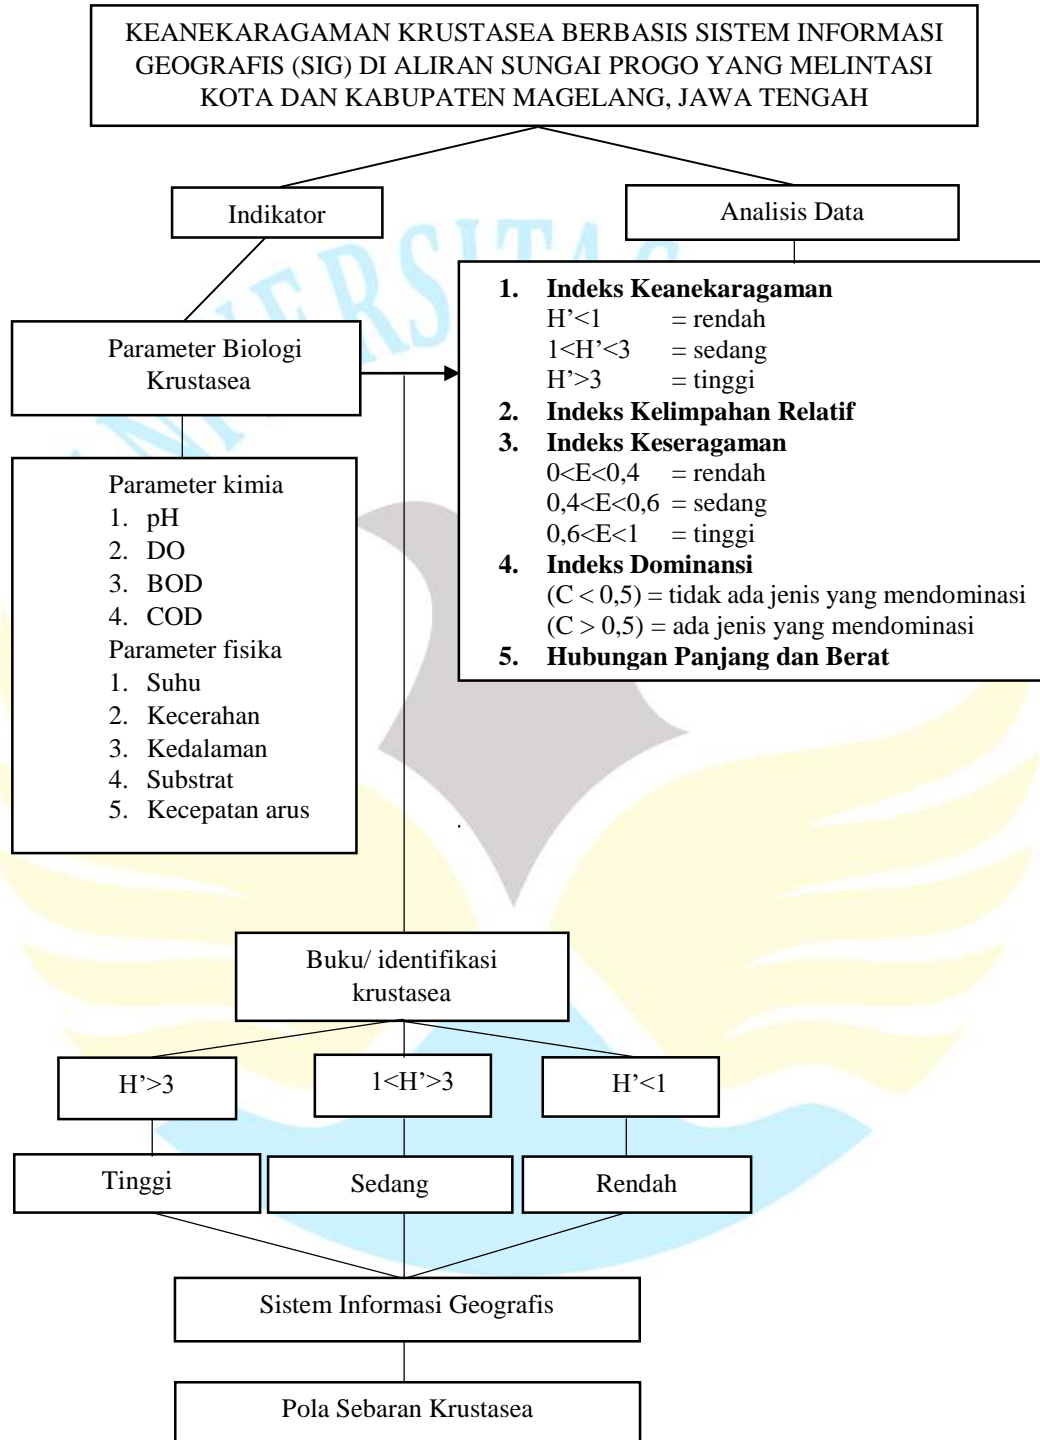 KEANEKARAGAMAN KRUSTASEA BERBASIS SISTEM INFORMASI
GEOGRAFIS (SIG) DI ALIRAN SUNGAI PROGO YANG MELINTASI
KOTA DAN KABUPATEN MAGELANG, JAWA TENGAH
Indikator
Analisis Data
Parameter Biologi
Krustasea
1. Indeks Keanekaragaman
H’<1 = rendah
1<H’<3 = sedang
H’>3 = tinggi
2. Indeks Kelimpahan Relatif
3. Indeks Keseragaman
0<E<0,4 = rendah
0,4<E<0,6 = sedang
0,6<E<1 = tinggi
4. Indeks Dominansi
(C < 0,5) = tidak ada jenis yang mendominasi
(C > 0,5) = ada jenis yang mendominasi
5. Hubungan Panjang dan Berat
Parameter kimia
1. pH
2. DO
3. BOD
4. COD
Parameter fisika
1. Suhu
2. Kecerahan
3. Kedalaman
4. Substrat
5. Kecepatan arus
Buku/ identifikasi
krustasea
H’>3
1<H’>3
H’<1
Tinggi
Sedang
Rendah
Sistem Informasi Geografis
Pola Sebaran Krustasea